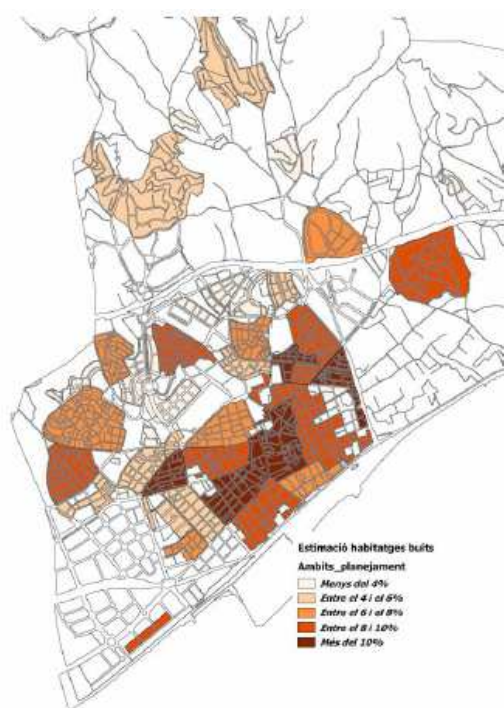 Estimació habitatges buits
Àmbits_planejament
Menys del 4%
Entre el 4 i el 6%
Entre el 6 i el 8%
Entre el 8 i 10%
Més del 10%